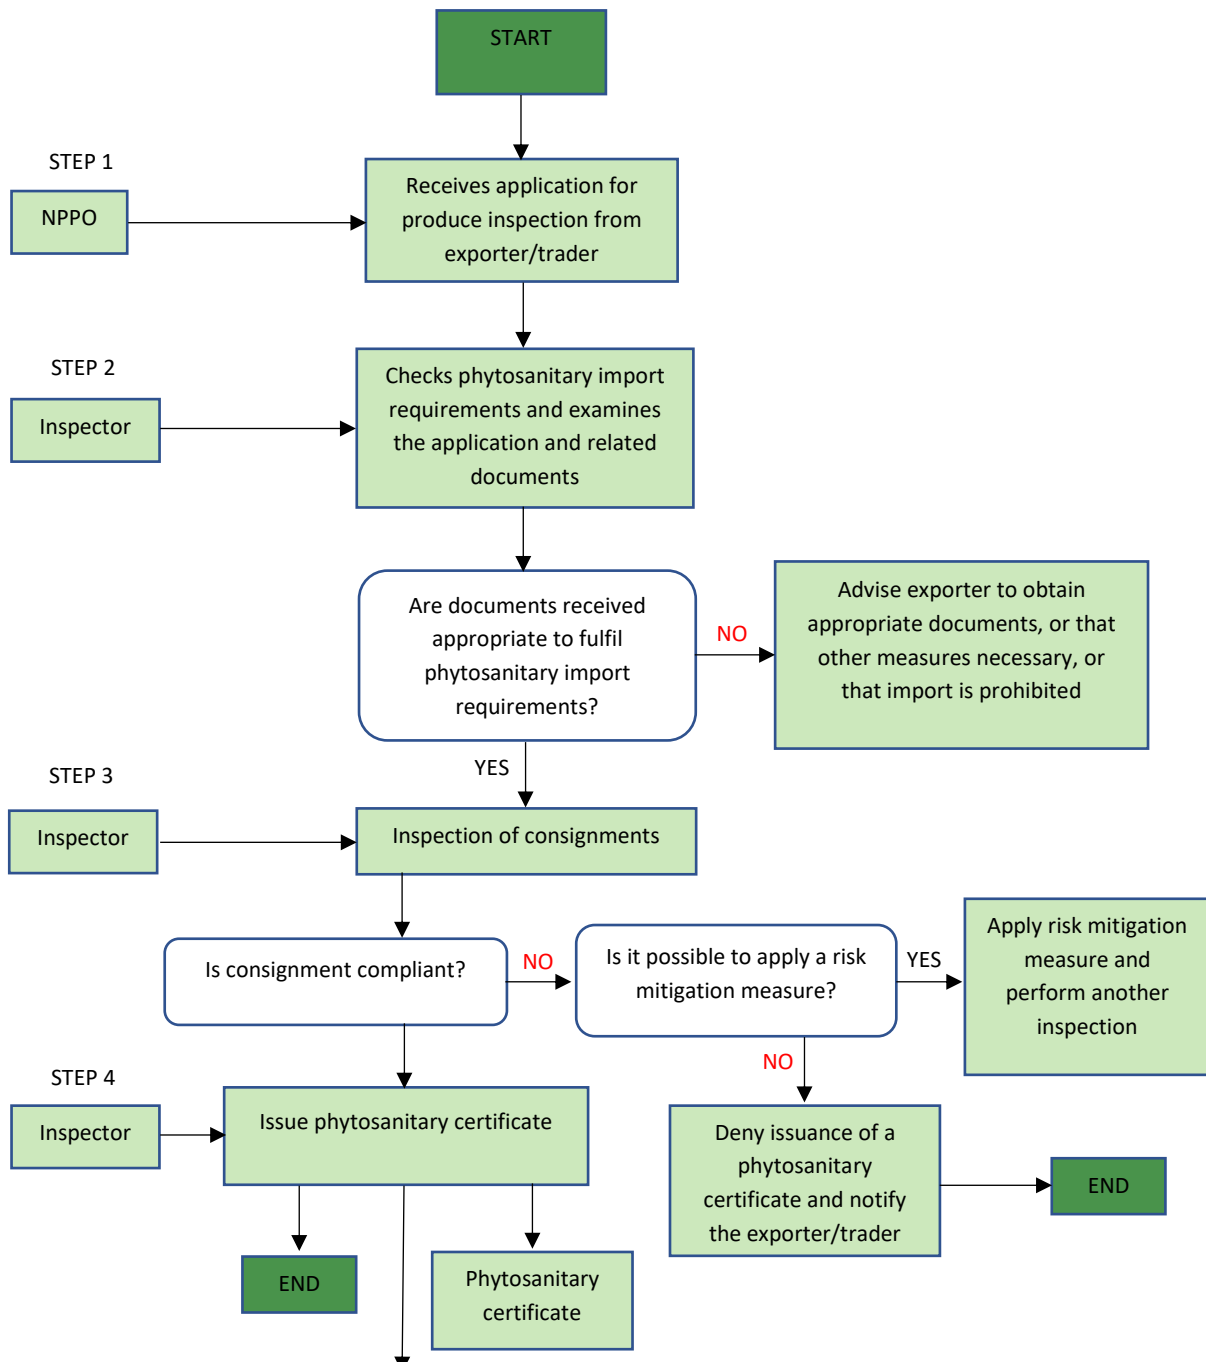 START
STEP 1
NPPO
Receives application for
produce inspection from
exporter/trader
STEP 2
Inspector
Checks phytosanitary import
requirements and examines
the application and related
documents
Are documents received
appropriate to fulfil
phytosanitary import
requirements?
NO
Advise exporter to obtain
appropriate documents, or that
other measures necessary, or
that import is prohibited
YES
STEP 3
Inspector
Inspection of consignments
Is consignment compliant?
NO
Is it possible to apply a risk
mitigation measure?
YES
Apply risk mitigation
measure and
perform another
inspection
NO
STEP 4
Inspector
Issue phytosanitary certificate
Deny issuance of a
phytosanitary
certificate and notify
the exporter/trader
END
END
Phytosanitary
certificate